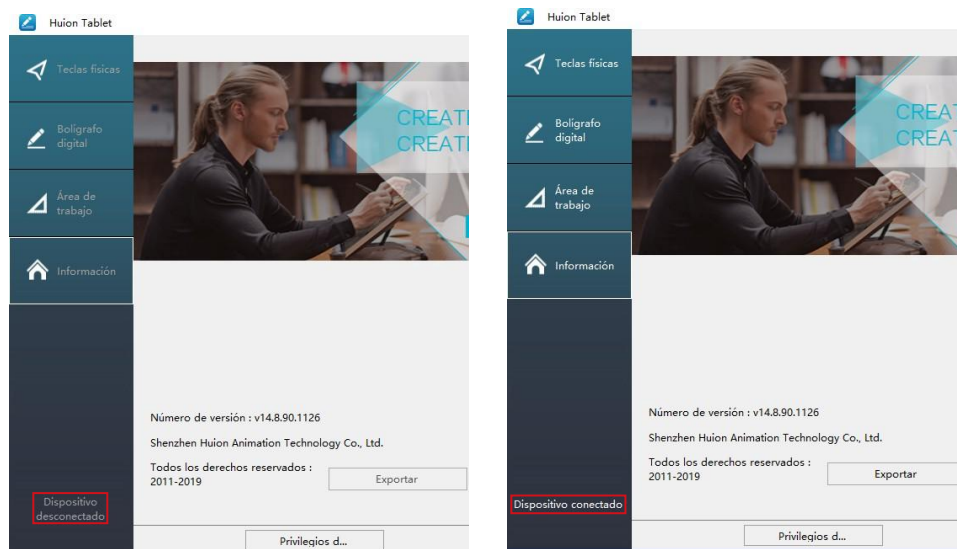 Huion Tablet
Teclas físicas
CREATI
CREATI
Bolígrafo
digital
Área de
trabajo
Información
Número de versión : v14.8.90.1126
Shenzhen Huion Animation Technology Co., Ltd.
Todos los derechos reservados :
2011-2019
Exportar
Dispositivo
desconectado
Privilegios d...
Huion Tablet
Teclas físicas
CREAT
CREAT
Bolígrafo
digital
Área de
trabajo
Información
Número de versión : v14.8.90.1126
Shenzhen Huion Animation Technology Co., Ltd.
Todos los derechos reservados :
2011-2019
Exportar
Dispositivo conectado
Privilegios d...